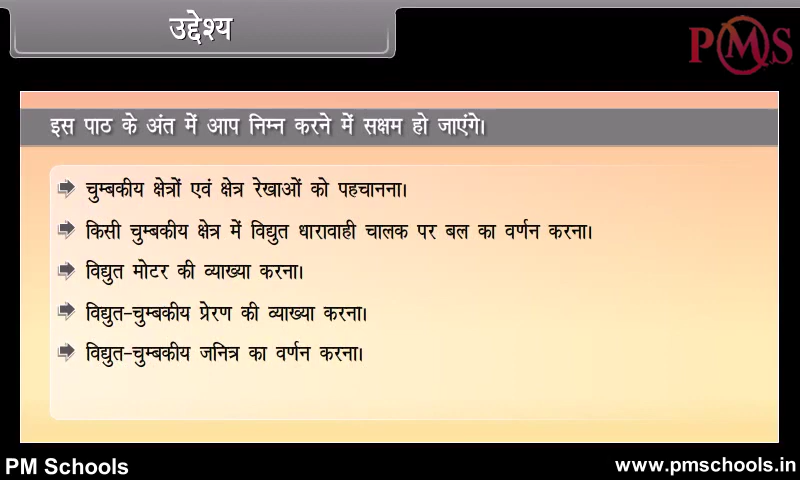 उद्देश्य
PMS
इस पाठ के अंत में आप निम्न करने में सक्षम हो जाएंगे।
चुम्बकीय क्षेत्रों एवं क्षेत्र रेखाओं को पहचानना।
किसी चुम्बकीय क्षेत्र में विद्युत धारावाही चालक पर बल का वर्णन करना।
विद्युत मोटर की व्याख्या करना।
विद्युत-चुम्बकीय प्रेरण की व्याख्या करना।
विद्युत-चुम्बकीय जनित्र का वर्णन करना।
PM Schools
www.pmschools.in